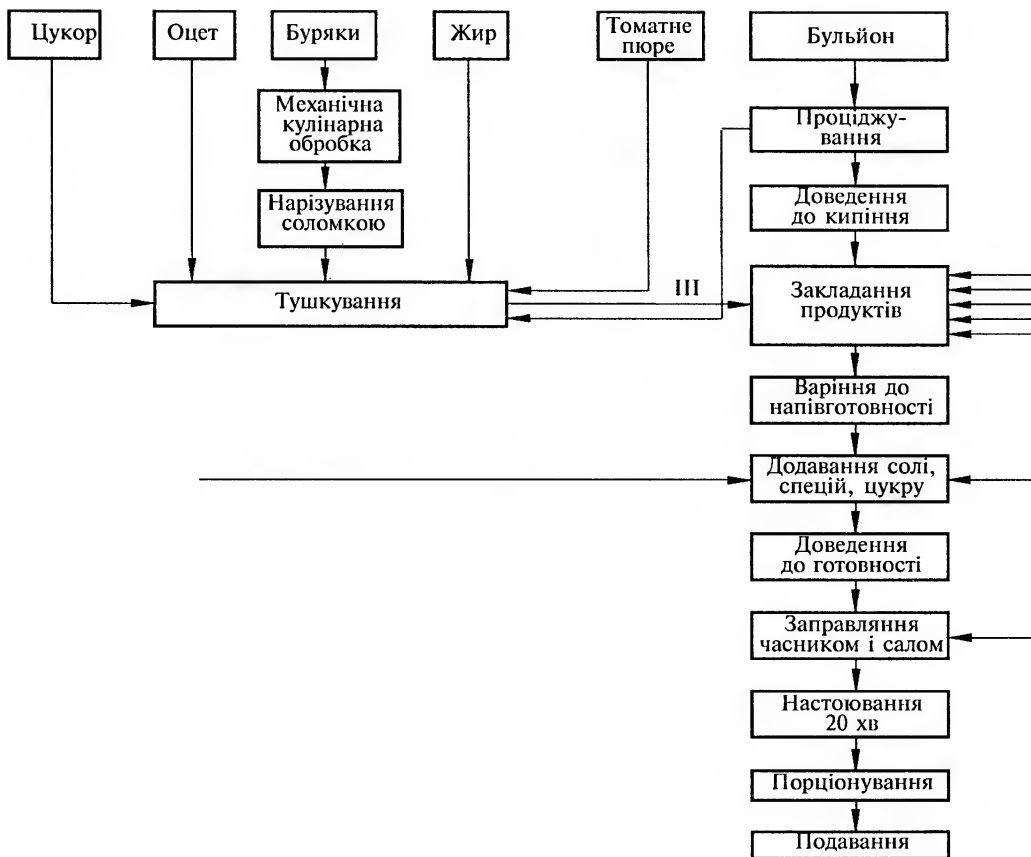 Цукор
Оцет
Буряки
Жир
Томатне
пюре
Бульйон
Механічна
кулінарна
обробка
Проціджу-
вання
Нарізування
соломкою
Доведення
до кипіння
Тушкування
III
Закладання
продуктів
Варіння до
напівготовності
Додавання солі,
спецій, цукру
Доведення
до готовності
Заправляння
часником і салом
Настоювання
20 хв
Порціонування
Подавання